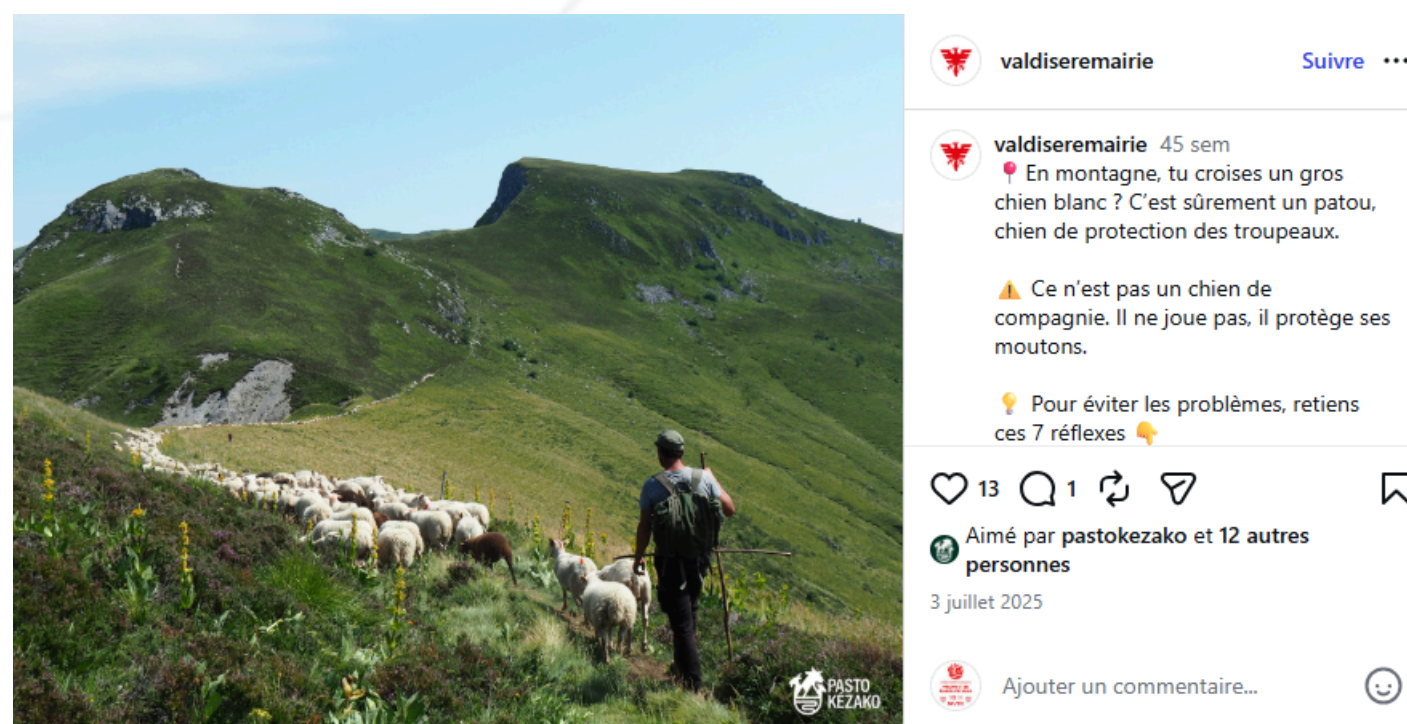 valdiseremairie
Suivre
valdiseremairie 45 sem
📍 En montagne, tu croises un gros
chien blanc ? C’est sûrement un patou,
chien de protection des troupeaux.
⚠️ Ce n’est pas un chien de
compagnie. Il ne joue pas, il protège ses
moutons.
💡 Pour éviter les problèmes, retiens
ces 7 réflexes 👇
13 1
Aimé par pastokezako et 12 autres
personnes
3 juillet 2025
Ajouter un commentaire...
PASTO
KÉZAKO